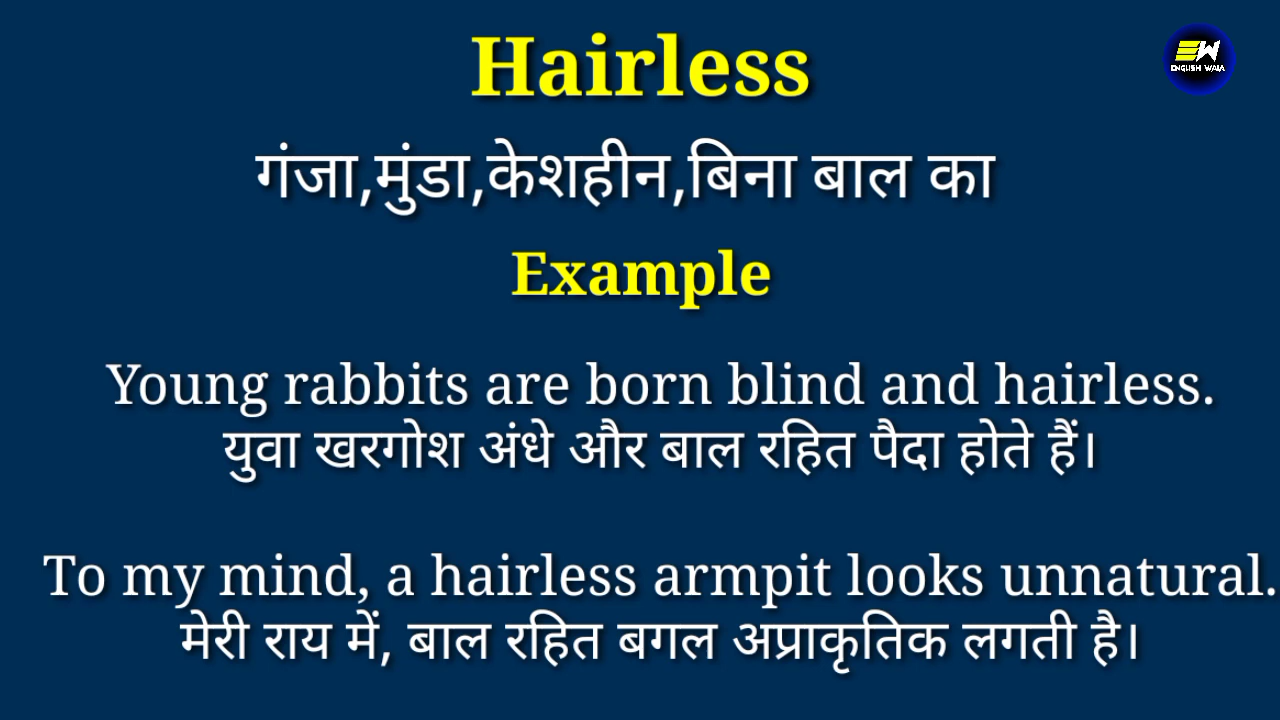 Hairless
EW
ENGLISH WALA
गंजा,मुंडा,केशहीन,बिना बाल का
Example
Young rabbits are born blind and hairless.
युवा खरगोश अंधे और बाल रहित पैदा होते हैं।
To my mind, a hairless armpit looks unnatural.
मेरी राय में, बाल रहित बगल अप्राकृतिक लगती है।